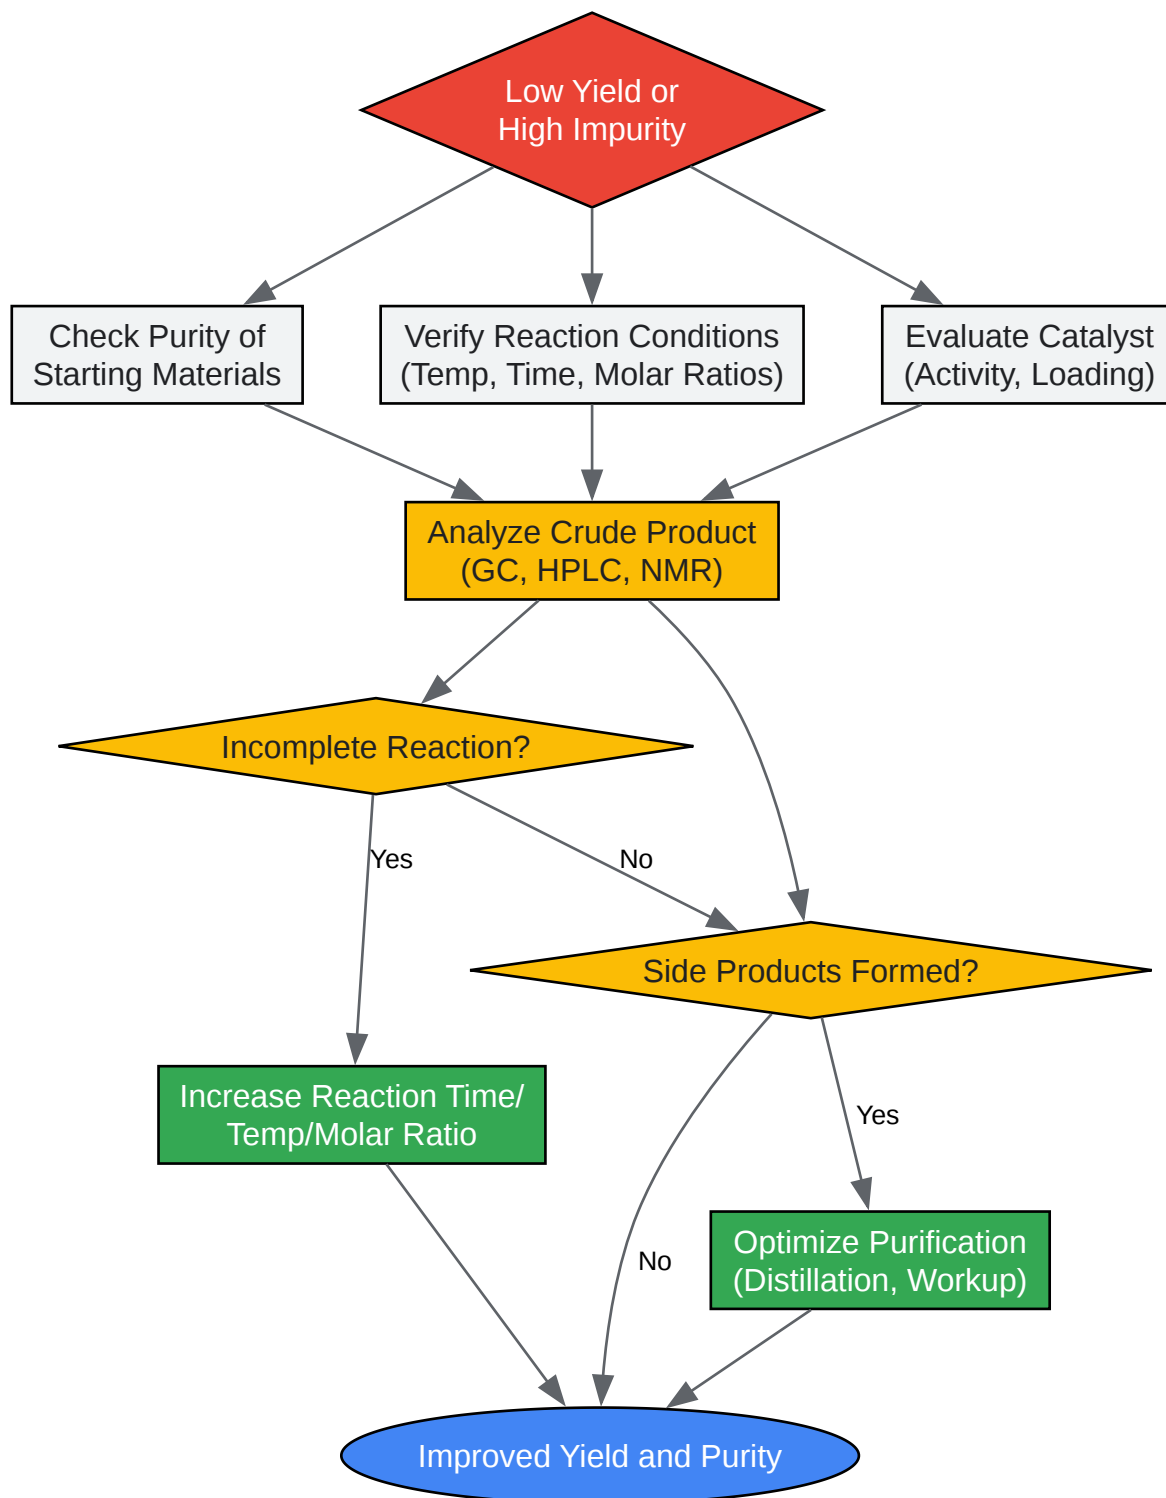 Low Yield or
High Impurity
Check Purity of
Starting Materials
Verify Reaction Conditions
(Temp, Time, Molar Ratios)
Evaluate Catalyst
(Activity, Loading)
Analyze Crude Product
(GC, HPLC, NMR)
Incomplete Reaction?
Yes
No
Side Products Formed?
Increase Reaction Time/
Temp/Molar Ratio
Yes
No
Optimize Purification
(Distillation, Workup)
Improved Yield and Purity